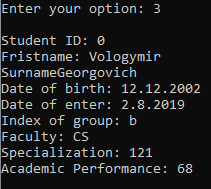 Enter your option: 3
Student ID: 0
Fristname: Vologymir
SurnameGeorgovich
Date of birth: 12.12.2002
Date of enter: 2.8.2019
Index of group: b
Faculty: CS
Specialization: 121
Academic Performance: 68